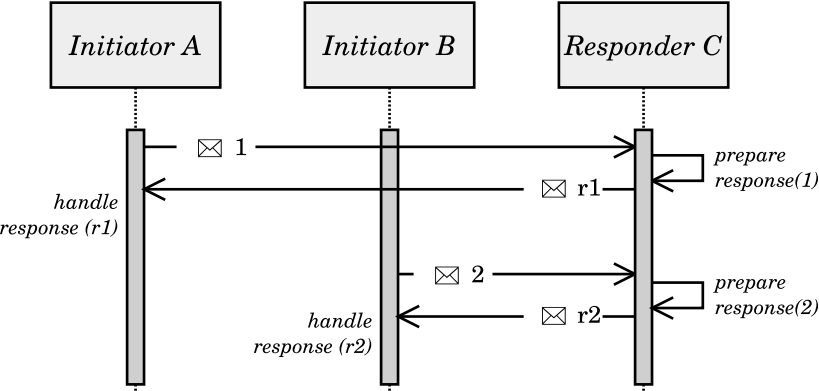 Initiator A
Initiator B
Responder C
1
prepare
response(1)
r1
handle
response (r1)
2
prepare
response(2)
r2
handle
response (r2)